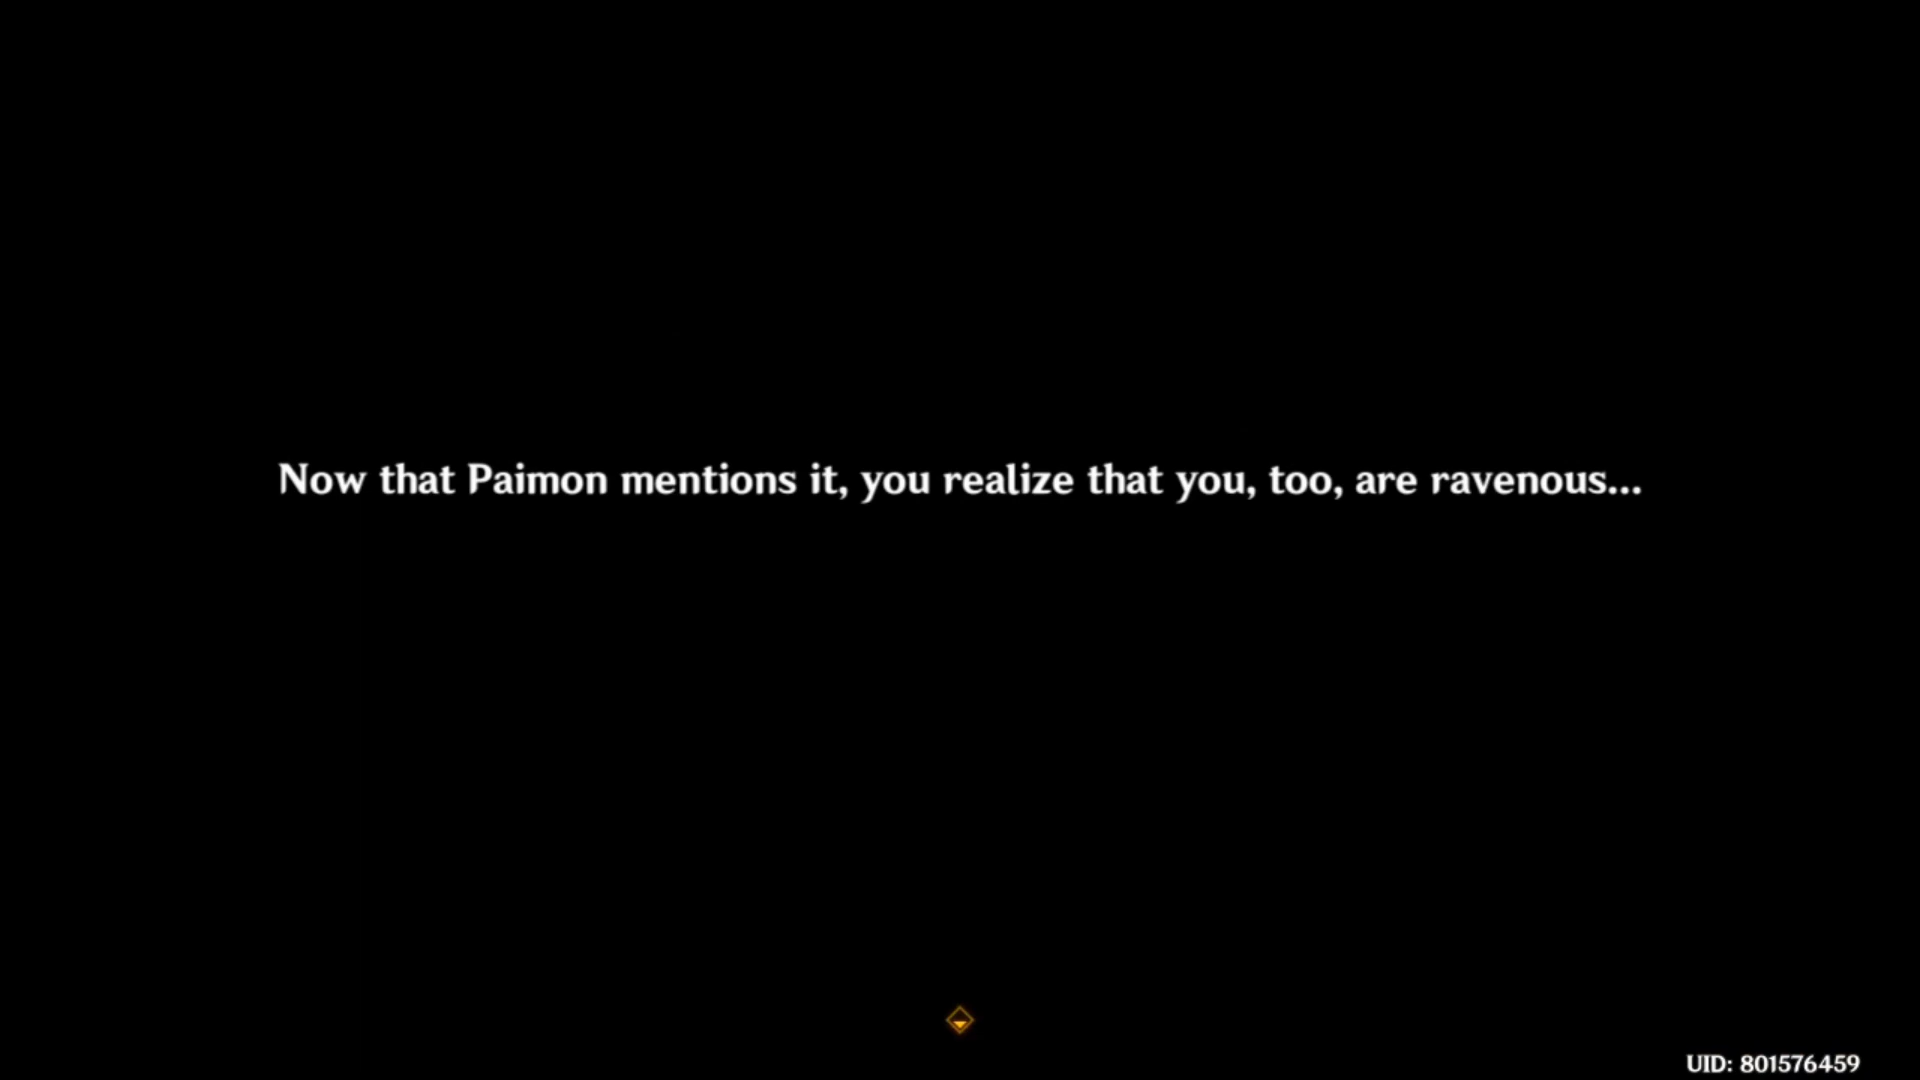 Now that Paimon mentions it, you realize that you, too, are ravenous...
UID: 801576459